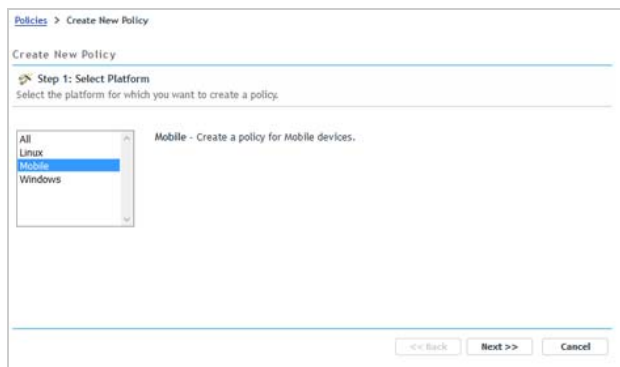 Policies > Create New Policy
Create New Policy
Step 1: Select Platform
Select the platform for which you want to create a policy.
All
Mobile - Create a policy for Mobile devices.
Linux
Mobile
Windows
<< Back Next >> Cancel